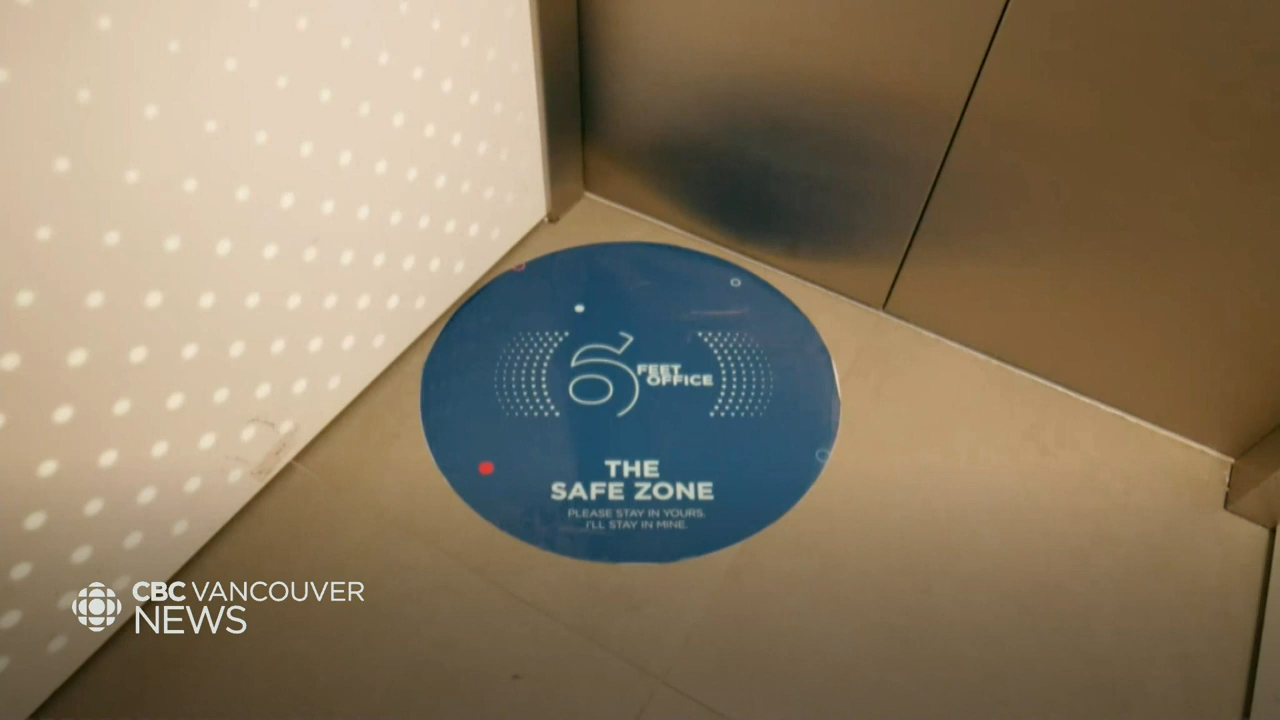 6 FEET
OFFICE
THE
SAFE ZONE
PLEASE STAY IN YOURS.
I'LL STAY IN MINE.
CBC VANCOUVER
NEWS